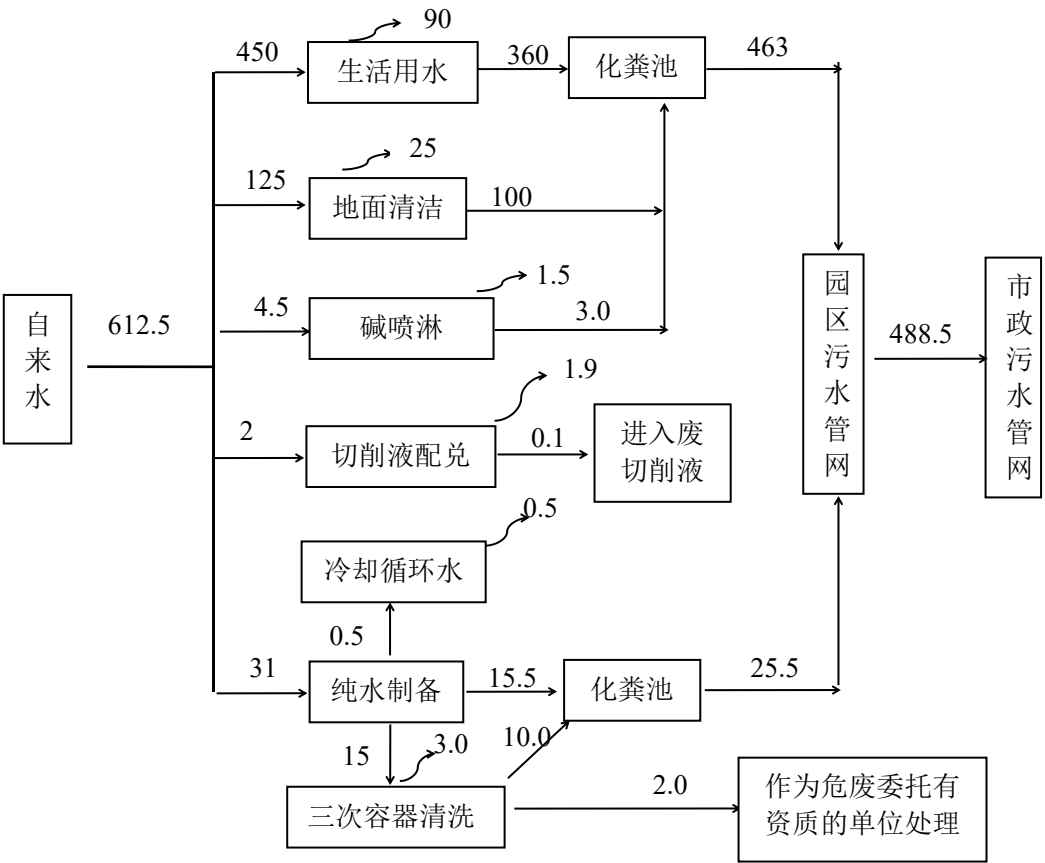 90
450
生活用水
360
化粪池
463
25
125
地面清洁
100
1.5
4.5
碱喷淋
3.0
自来水
612.5
园区污水管网
488.5
市政污水管网
1.9
2
切削液配兑
0.1
进入废
切削液
0.5
冷却循环水
0.5
31
纯水制备
15.5
化粪池
25.5
15
3.0
10.0
三次容器清洗
2.0
作为危废委托有
资质的单位处理